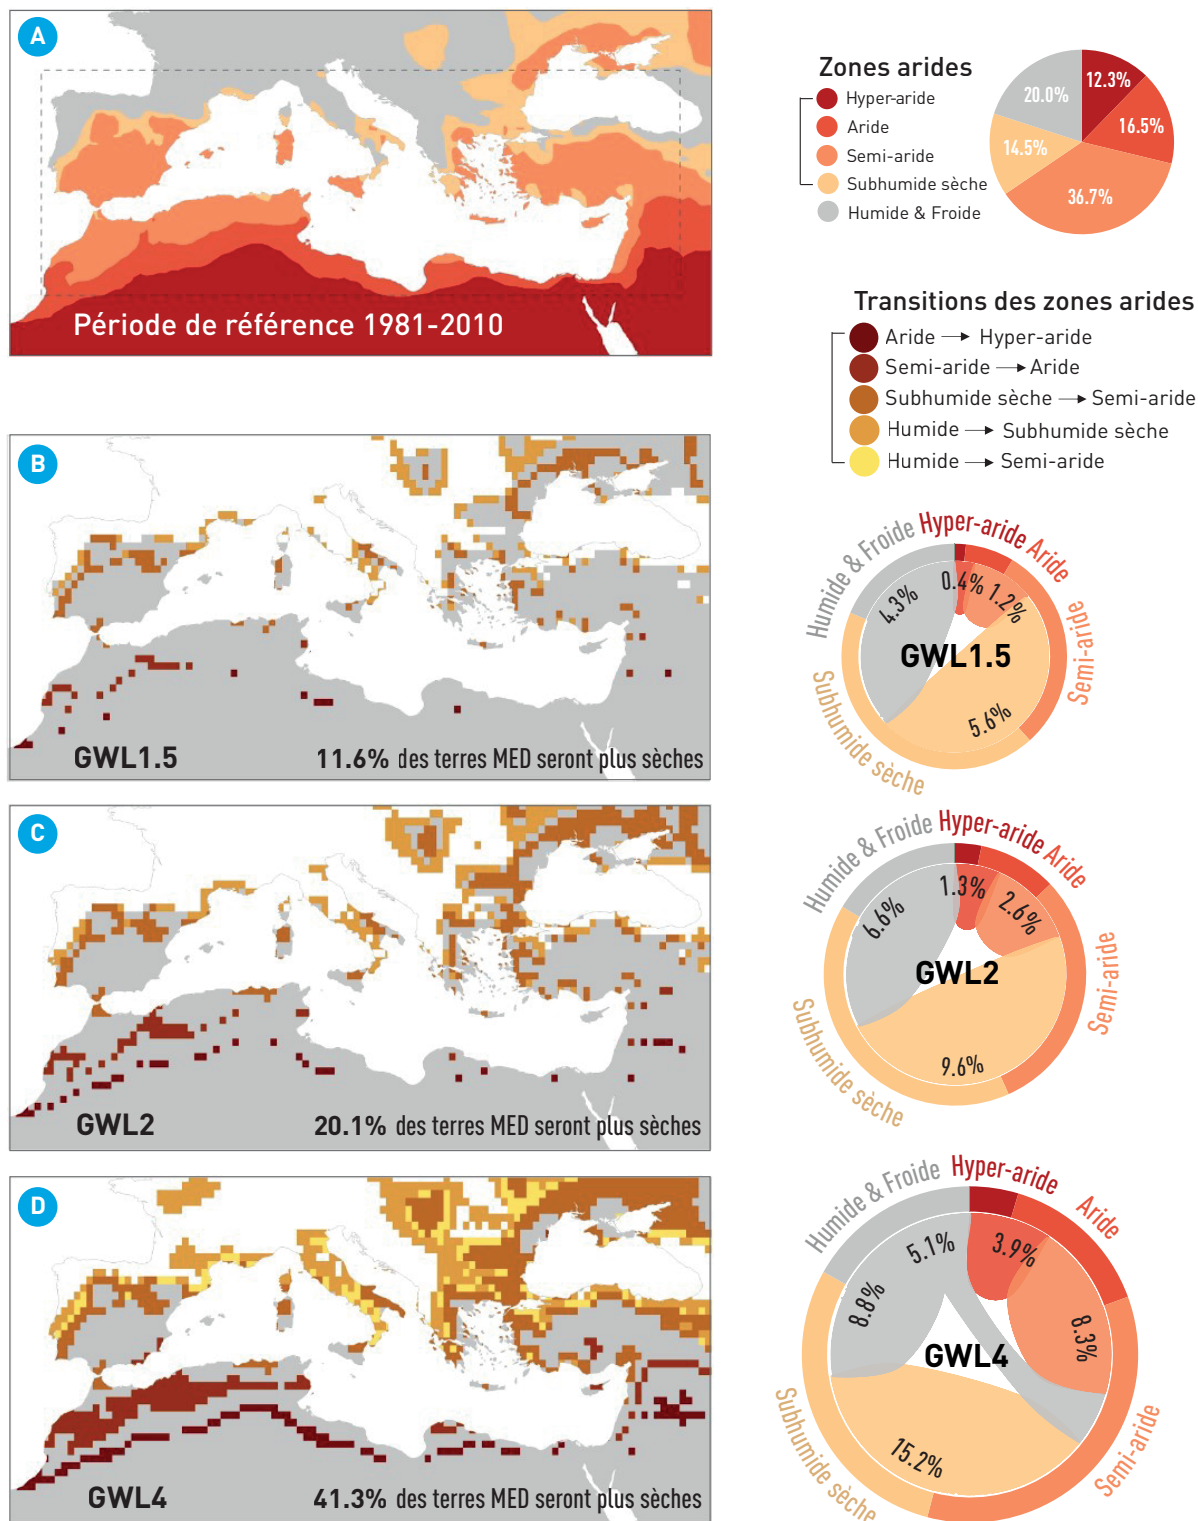 A
Période de référence 1981-2010
Zones arides
Hyper-aride
Aride
Semi-aride
Subhumide sèche
Humide & Froide
12.3%
16.5%
36.7%
14.5%
20.0%
Transitions des zones arides
Aride → Hyper-aride
Semi-aride → Aride
Subhumide sèche → Semi-aride
Humide → Subhumide sèche
Humide → Semi-aride
B
GWL1.5
11.6% des terres MED seront plus sèches
Humide & Froide
Hyper-aride
Aride
Semi-aride
Subhumide sèche
4.3%
0.4%
1.2%
5.6%
GWL1.5
C
GWL2
20.1% des terres MED seront plus sèches
Humide & Froide
Hyper-aride
Aride
Semi-aride
Subhumide sèche
6.6%
1.3%
2.6%
9.6%
GWL2
D
GWL4
41.3% des terres MED seront plus sèches
Humide & Froide
Hyper-aride
Aride
Semi-aride
Subhumide sèche
8.8%
5.1%
3.9%
8.3%
15.2%
GWL4